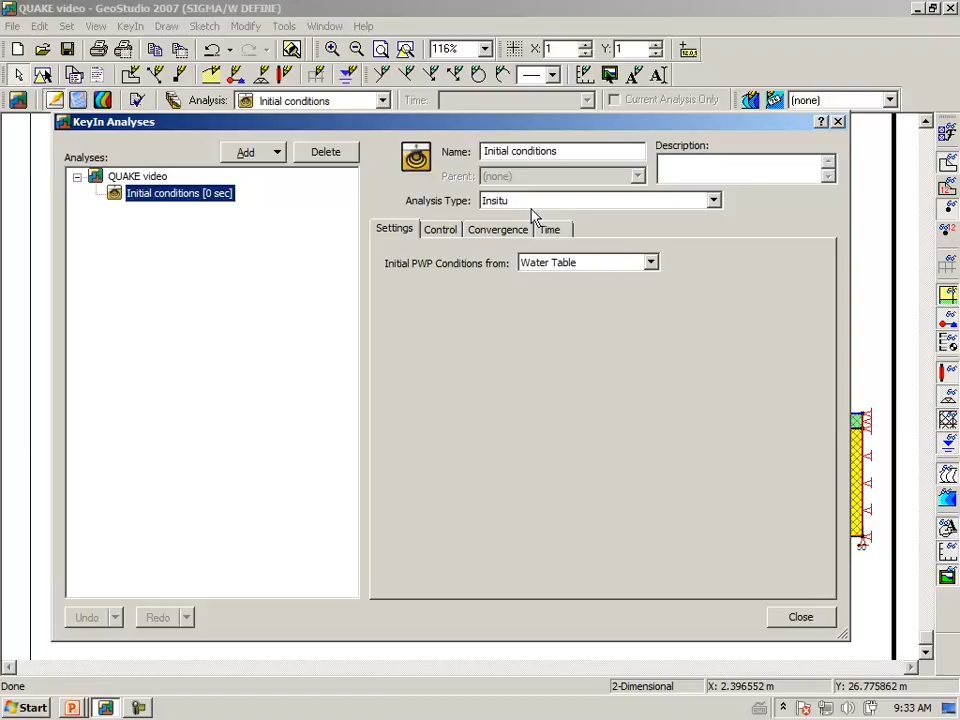 QUAKE video - GeoStudio 2007 (SIGMA/W DEFINE)
File Edit Set View KeyIn Draw Sketch Modify Tools Window Help
116% X: 1 Y: 1
Analysis: Initial conditions Time: Current Analysis Only (none)
KeyIn Analyses
Analyses: Add Delete
QUAKE video
Initial conditions [0 sec]
Name: Initial conditions Description:
Parent: (none)
Analysis Type: Insitu
Settings Control Convergence Time
Initial PWP Conditions from: Water Table
Undo Redo Close
Done 2-Dimensional X: 2.396552 m Y: 26.775862 m
Start 9:33 AM